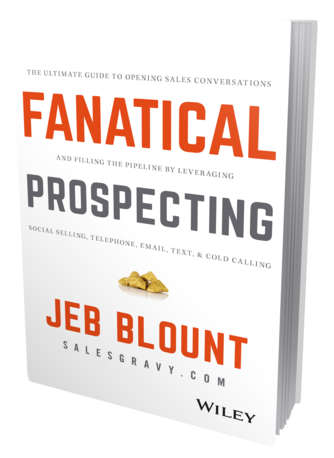 THE ULTIMATE GUIDE TO OPENING SALES CONVERSATIONS
FANATICAL
AND FILLING THE PIPELINE BY LEVERAGING
PROSPECTING
SOCIAL SELLING, TELEPHONE, EMAIL, TEXT, & COLD CALLING
JEB BLOUNT
SALESGRAVY.COM
WILEY